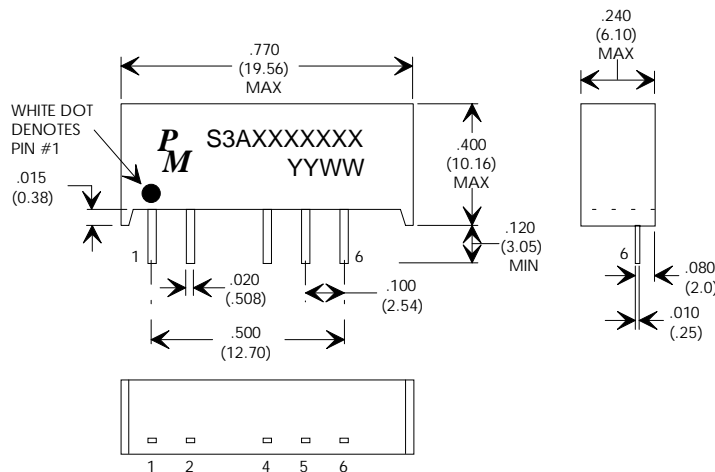 .770
(19.56)
MAX
.240
(6.10)
MAX
WHITE DOT
DENOTES
PIN #1
PM
S3AXXXXXXX
YYWW
.400
(10.16)
MAX
.015
(0.38)
.120
(3.05)
MIN
1
6
6
.020
(.508)
.100
(2.54)
.080
(2.0)
.010
(.25)
.500
(12.70)
1 2 4 5 6